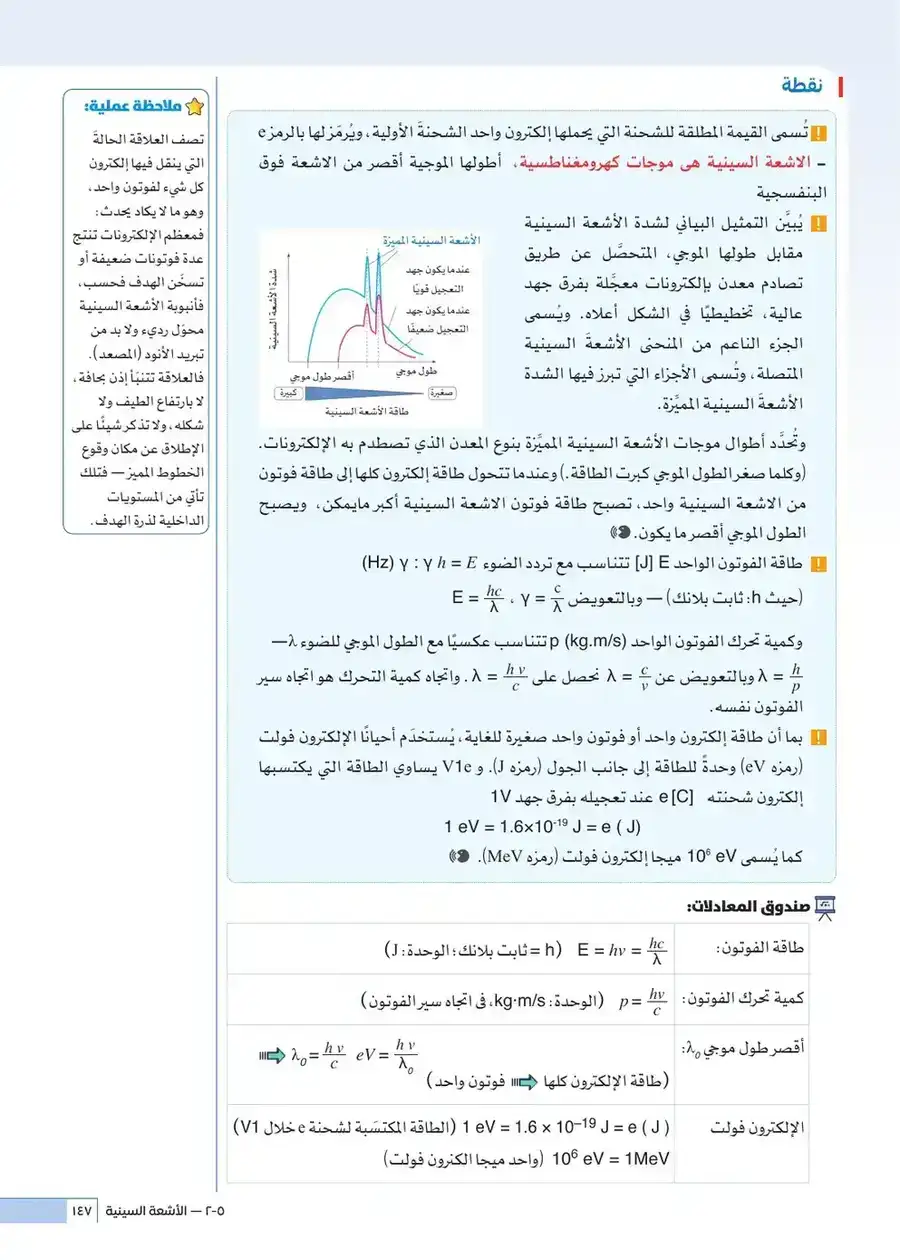 نقطة
تُسمى القيمة المطلقة للشحنة التي يحملها إلكترون واحد الشحنةَ الأولية، ويُرمَز لها بالرمز e
– الاشعة السينية هى موجات كهرومغناطسية، أطولها الموجية أقصر من الاشعة فوق
البنفسجية
يُبيَّن التمثيل البياني لشدة الأشعة السينية
مقابل طولها الموجي، المتحصَّل عن طريق
تصادم معدن بإلكترونات معجَّلة بفرق جهد
عالية، تخطيطيًا في الشكل أعلاه. ويُسمى
الجزء الناعم من المنحنى الأشعةَ السينية
المتصلة، وتُسمى الأجزاء التي تبرز فيها الشدة
الأشعةَ السينية المميِّزة.
الأشعة السينية المميزة
عندما يكون جهد
التعجيل قويًا
عندما يكون جهد
التعجيل ضعيفًا
شدة الأشعة السينية
طول موجي
أقصر طول موجي
صغيرة
كبيرة
طاقة الأشعة السينية
وتُحدَّد أطوال موجات الأشعة السينية المميِّزة بنوع المعدن الذي تصطدم به الإلكترونات.
(وكلما صغر الطول الموجي كبرت الطاقة.) وعندما تتحول طاقة إلكترون كلها إلى طاقة فوتون
من الاشعة السينية واحد، تصبح طاقة فوتون الاشعة السينية أكبر مايمكن، ويصبح
الطول الموجي أقصر ما يكون.
طاقة الفوتون الواحد E [J] تتناسب مع تردد الضوء γ : γ h = E (Hz)
(حيث h: ثابت بلانك) — وبالتعويض γ = c/λ ، E = hc/λ
وكمية تحرك الفوتون الواحد p (kg.m/s) تتناسب عكسيًا مع الطول الموجي للضوء λ—
λ = h/p وبالتعويض عن λ = c/v نحصل على λ = h v/c . واتجاه كمية التحرك هو اتجاه سير
الفوتون نفسه.
بما أن طاقة إلكترون واحد أو فوتون واحد صغيرة للغاية، يُستخدَم أحيانًا الإلكترون فولت
(رمزه eV) وحدةً للطاقة إلى جانب الجول (رمزه J). و V1e يساوي الطاقة التي يكتسبها
إلكترون شحنته e [C] عند تعجيله بفرق جهد 1V
1 eV = 1.6×10⁻¹⁹ J = e ( J)
كما يُسمى 10⁶ eV ميجا إلكترون فولت (رمزه MeV).
ملاحظة عملية:
تصف العلاقة الحالةَ
التي ينقل فيها إلكترون
كل شيء لفوتون واحد،
وهو ما لا يكاد يحدث:
فمعظم الإلكترونات تنتج
عدة فوتونات ضعيفة أو
تسخّن الهدف فحسب،
فأنبوبة الأشعة السينية
محوّل رديء ولا بد من
تبريد الأنود (المصعد).
فالعلاقة تتنبّأ إذن بحافة،
لا بارتفاع الطيف ولا
شكله، ولا تذكر شيئًا على
الإطلاق عن مكان وقوع
الخطوط المميز — فتلك
تأتي من المستويات
الداخلية لذرة الهدف.
صندوق المعادلات:
طاقة الفوتون: E = hv = hc/λ (h = ثابت بلانك؛ الوحدة: J)
كمية تحرك الفوتون: p = hv/c (الوحدة: kg·m/s، فى اتجاه سير الفوتون)
أقصر طول موجي λ₀: eV = h v/λ₀ ⇨ λ₀ = h v/c
(طاقة الإلكترون كلها ⇨ فوتون واحد)
الإلكترون فولت 1 eV = 1.6 × 10⁻¹⁹ J = e ( J ) (الطاقة المكتسَبة لشحنة e خلال V1)
10⁶ eV = 1MeV (واحد ميجا الكنرون فولت)
٥-٢ — الأشعة السينية ١٤٧